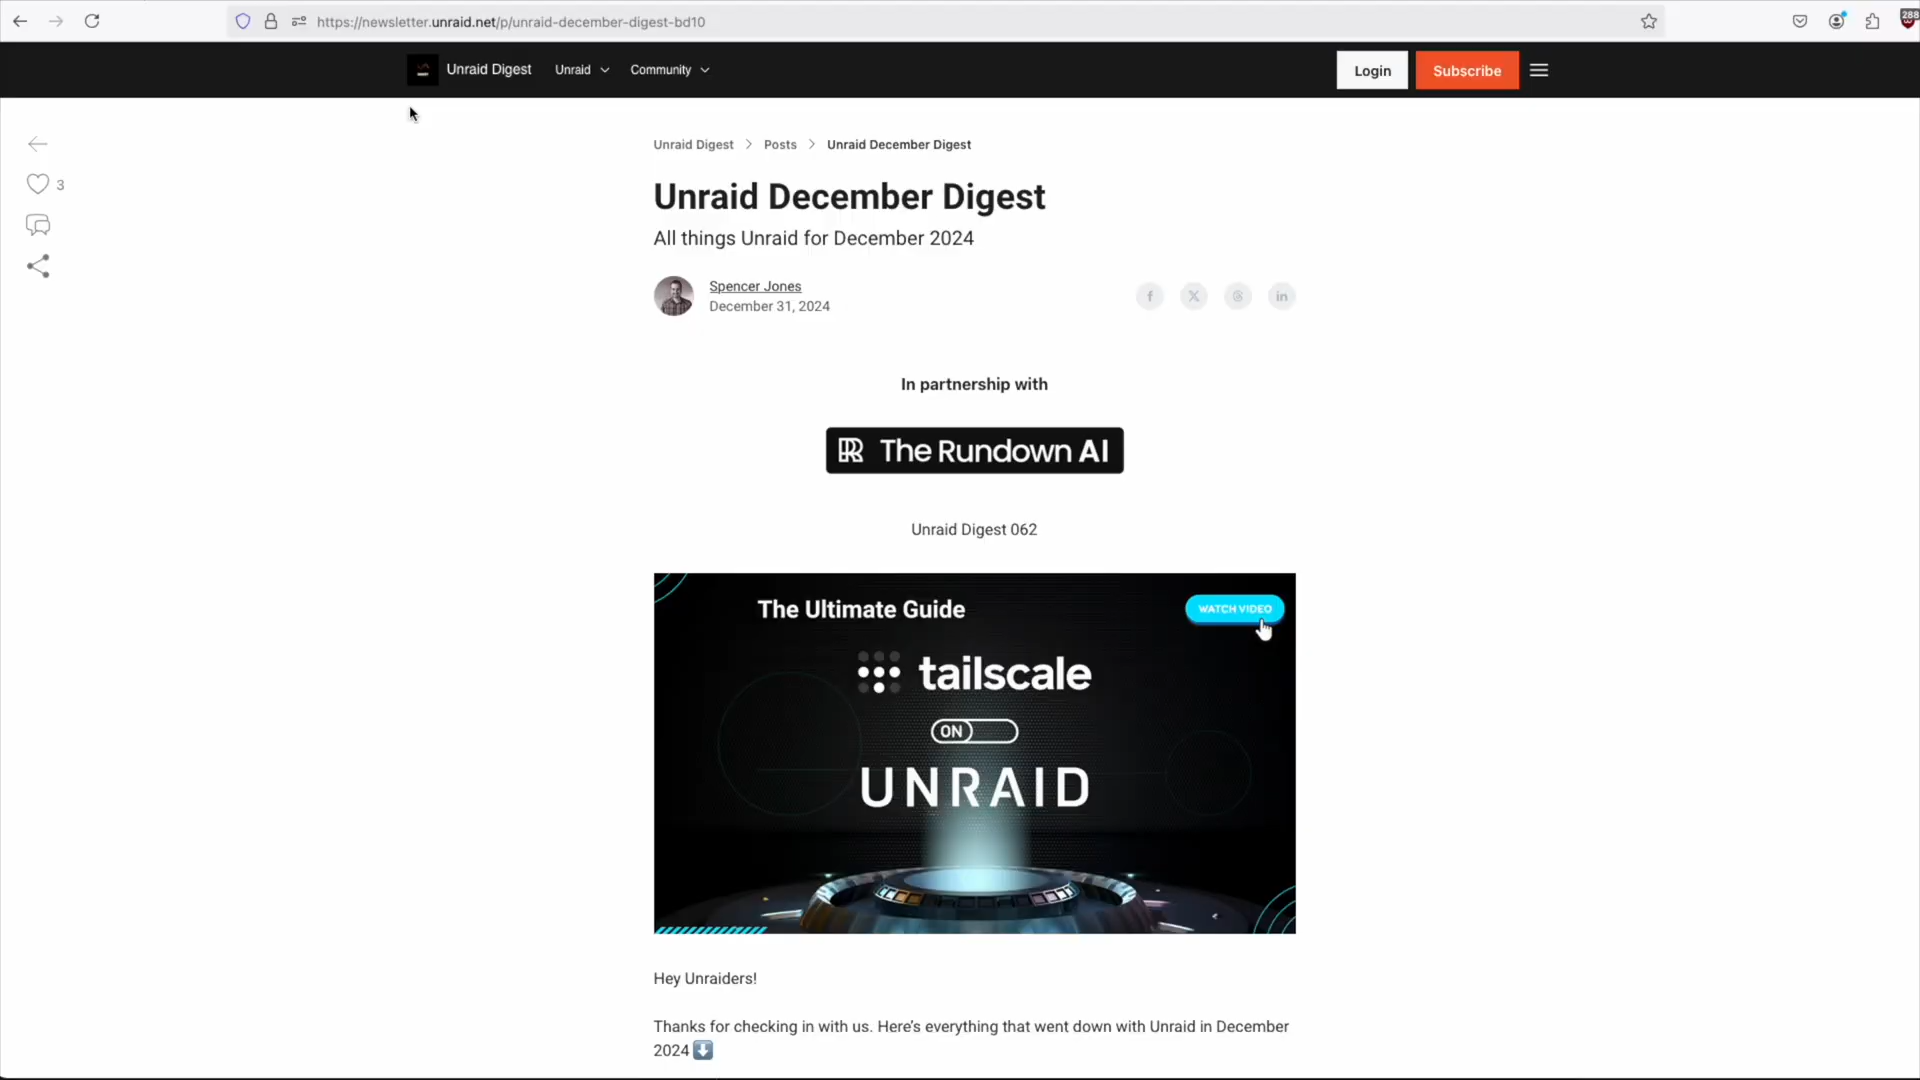 https://newsletter.unraid.net/p/unraid-december-digest-bd10
288
Unraid Digest
Unraid
Community
Login
Subscribe
Unraid Digest > Posts > Unraid December Digest
Unraid December Digest
3
All things Unraid for December 2024
Spencer Jones
December 31, 2024
In partnership with
The Rundown AI
Unraid Digest 062
The Ultimate Guide
WATCH VIDEO
tailscale
ON
UNRAID
Hey Unraiders!
Thanks for checking in with us. Here’s everything that went down with Unraid in December
2024 ⬇️